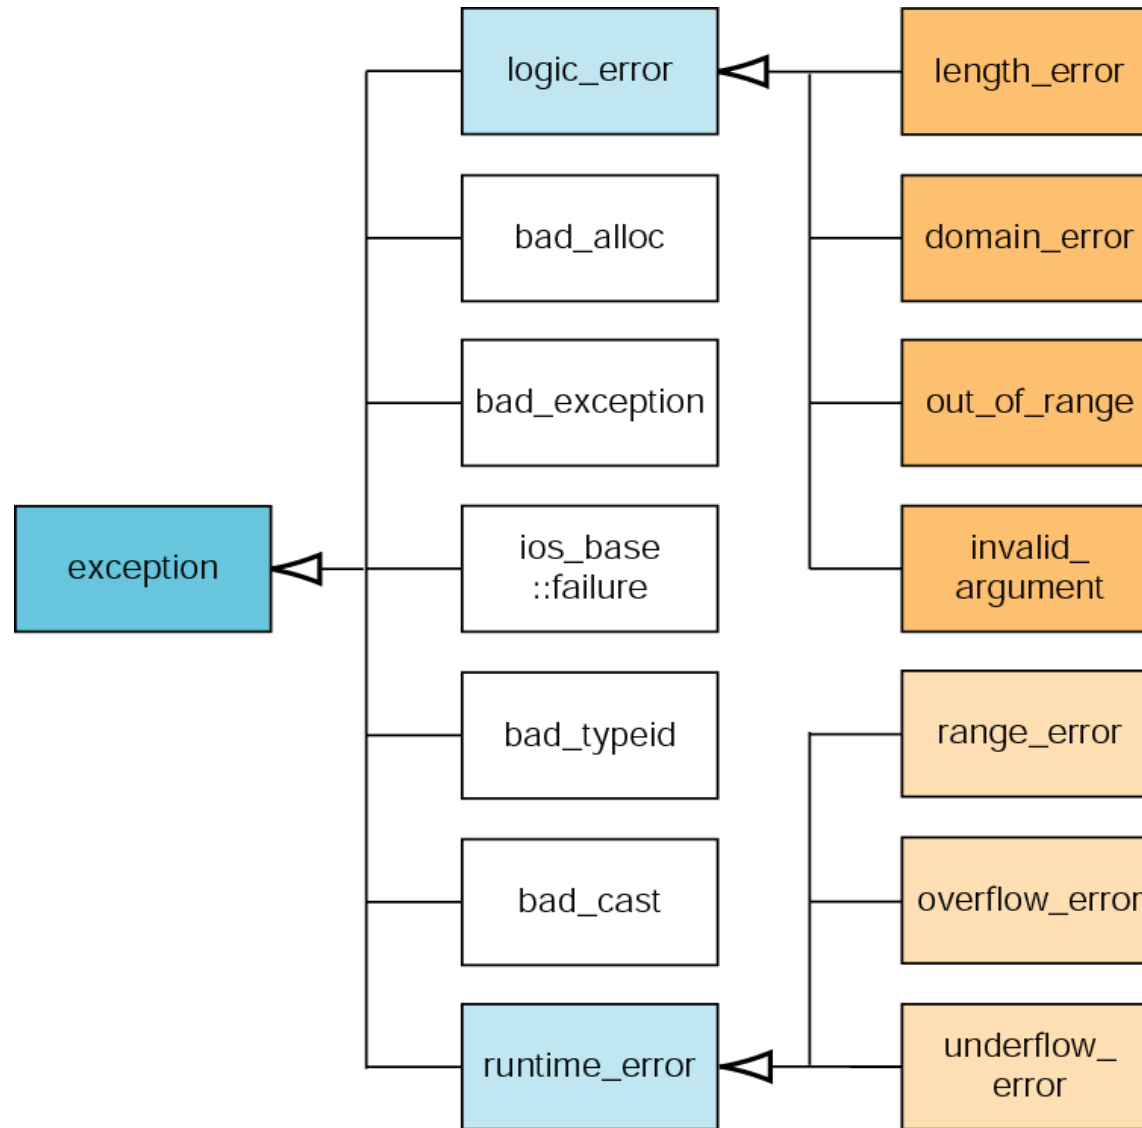 logic_error
length_error
bad_alloc
domain_error
bad_exception
out_of_range
exception
ios_base
::failure
invalid_
argument
bad_typeid
range_error
bad_cast
overflow_error
runtime_error
underflow_
error